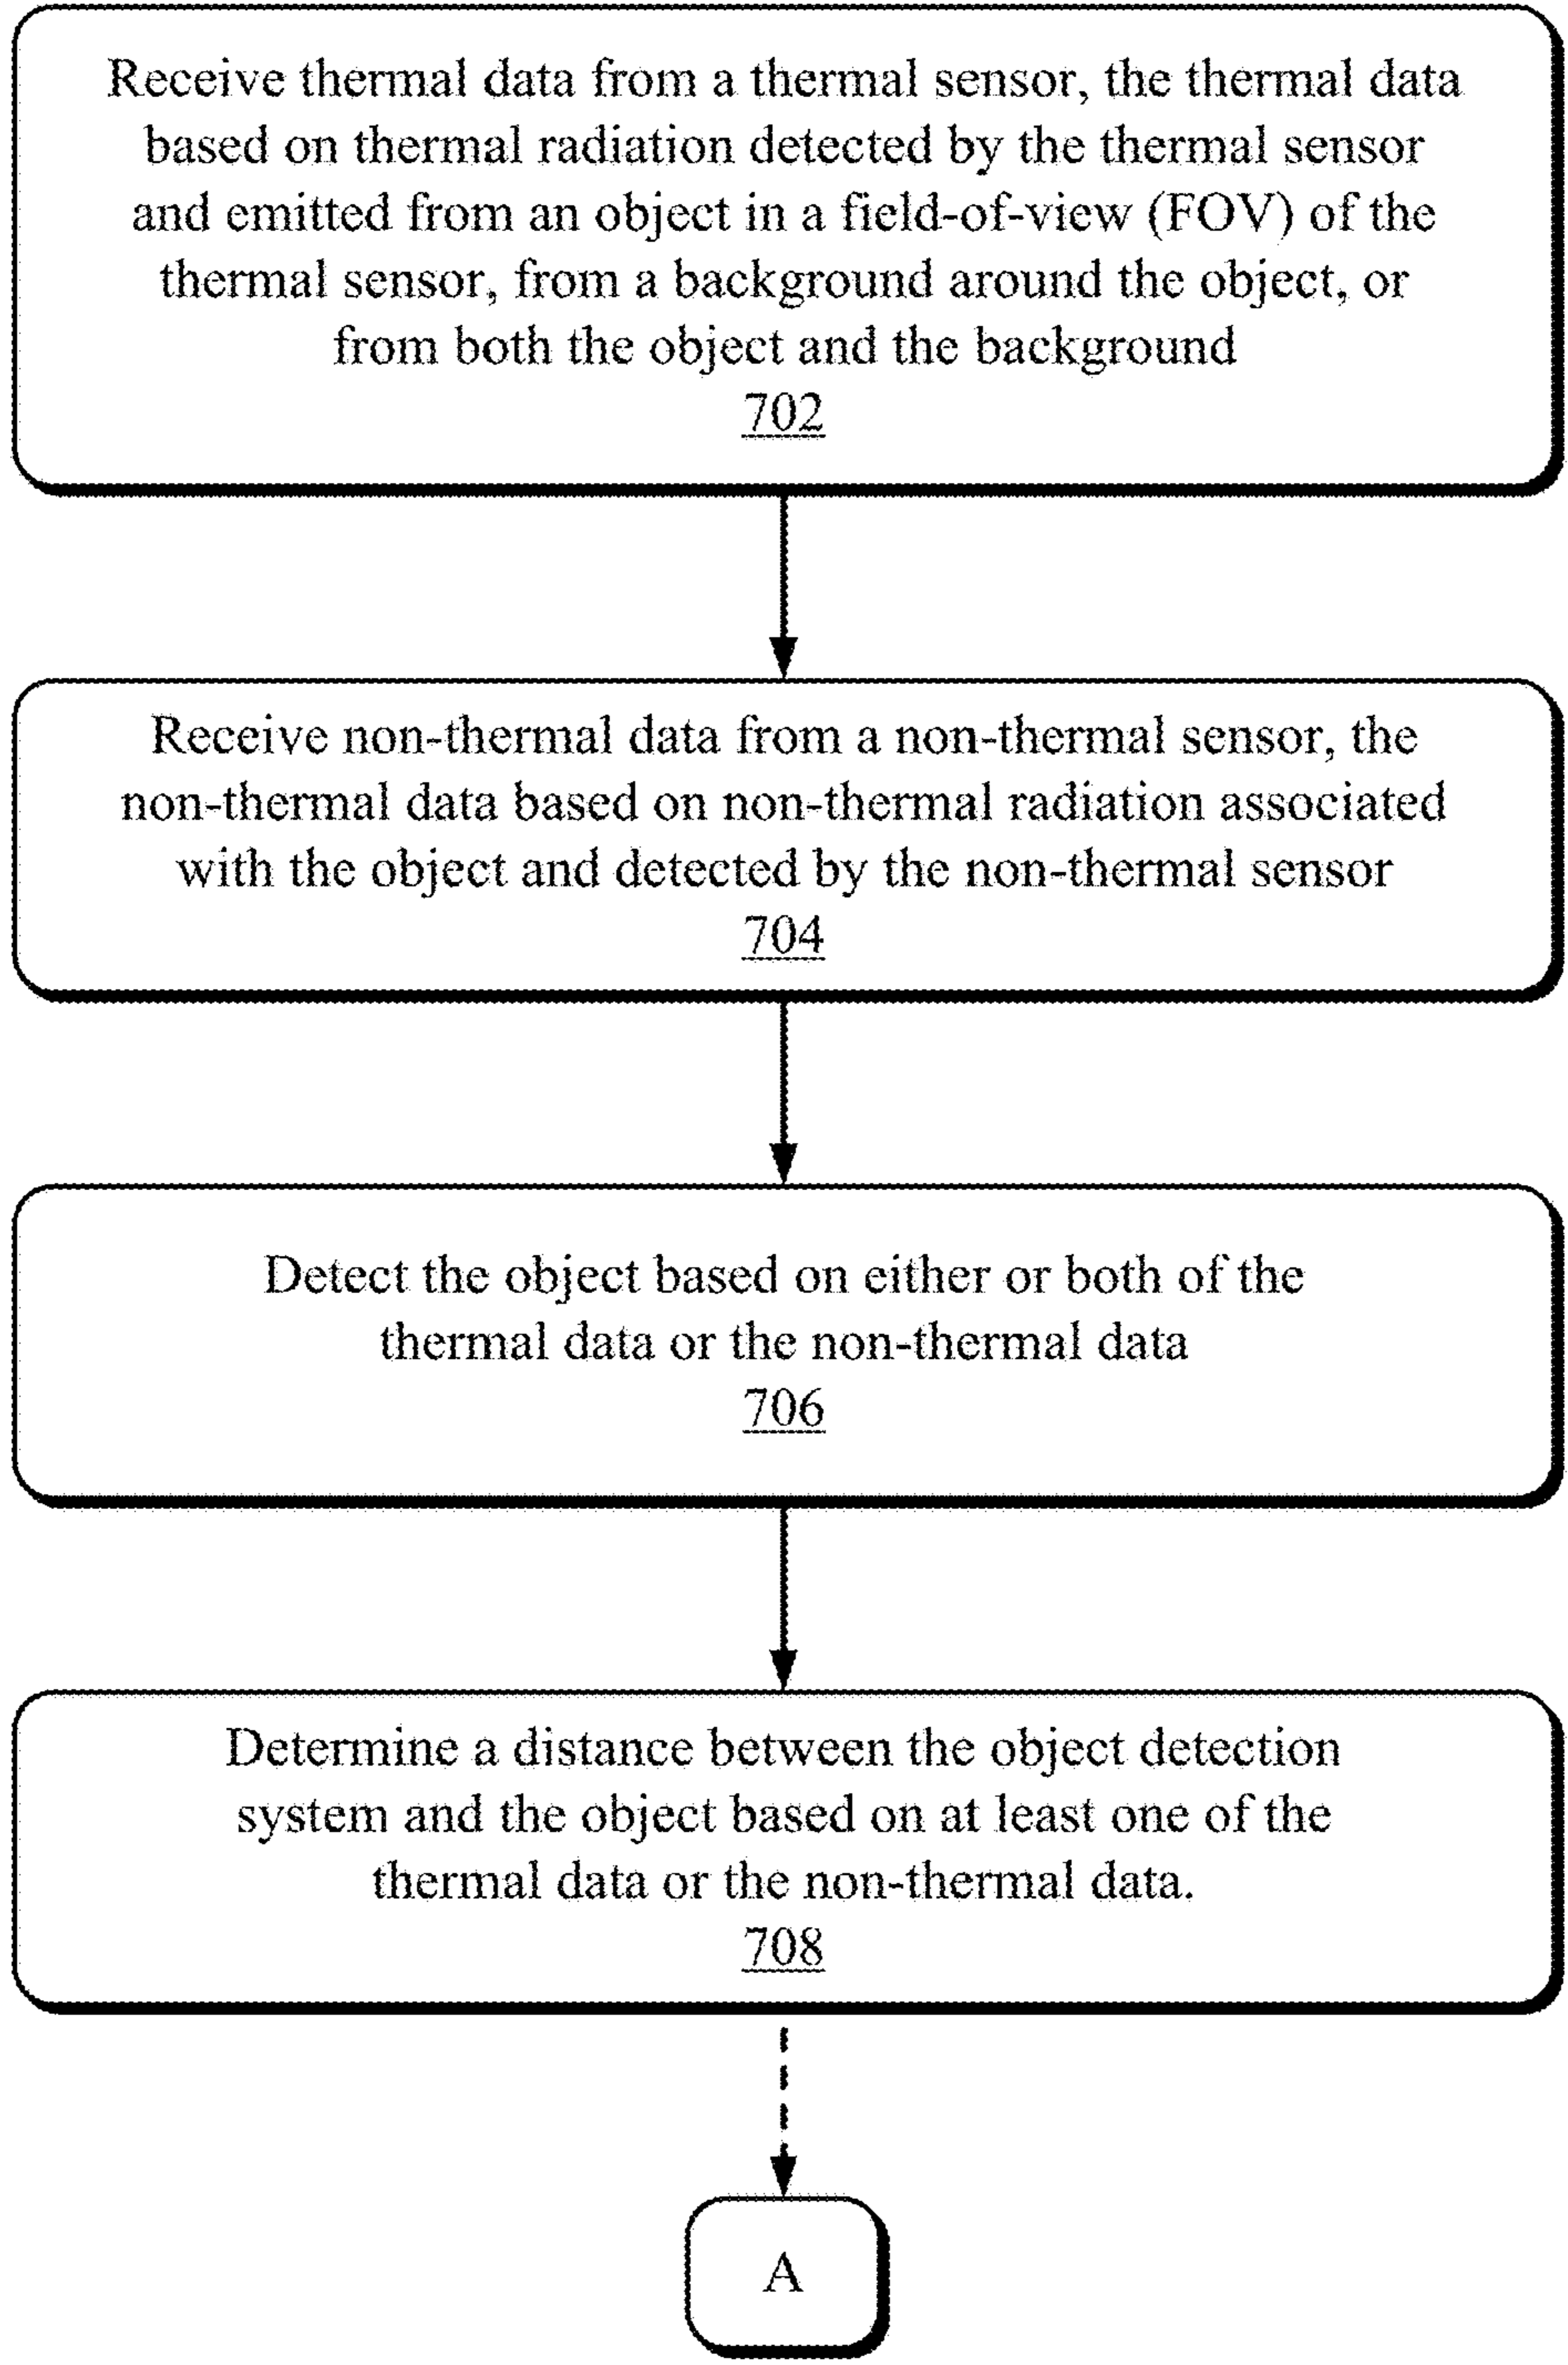 Receive thermal data from a thermal sensor, the thermal data
based on thermal radiation detected by the thermal sensor
and emitted from an object in a field-of-view (FOV) of the
thermal sensor, from a background around the object, or
from both the object and the background
702
Receive non-thermal data from a non-thermal sensor, the
non-thermal data based on non-thermal radiation associated
with the object and detected by the non-thermal sensor
704
Detect the object based on either or both of the
thermal data or the non-thermal data
706
Determine a distance between the object detection
system and the object based on at least one of the
thermal data or the non-thermal data.
708
A